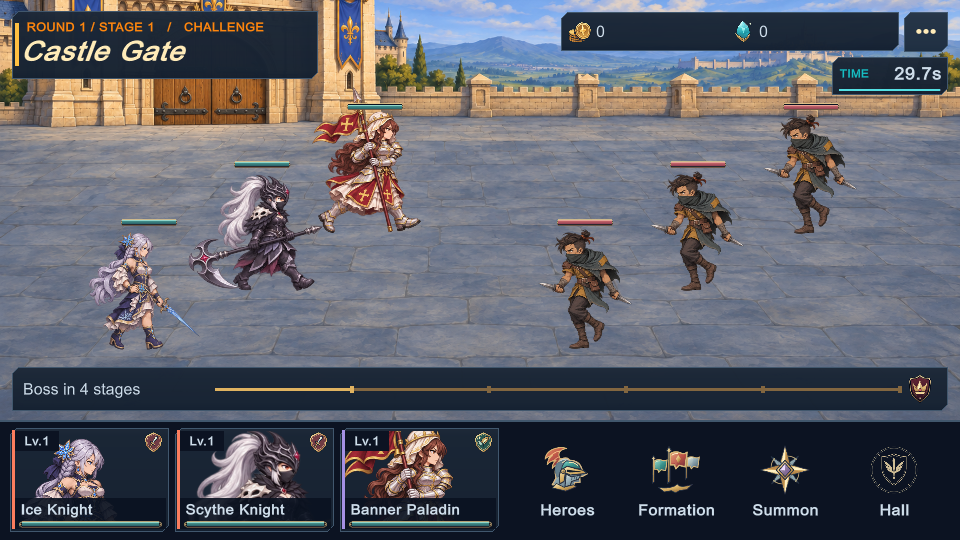 ROUND 1 / STAGE 1 / CHALLENGE
Castle Gate
0
0
TIME 29.7s
Boss in 4 stages
Lv.1
Ice Knight
Lv.1
Scythe Knight
Lv.1
Banner Paladin
Heroes
Formation
Summon
Hall